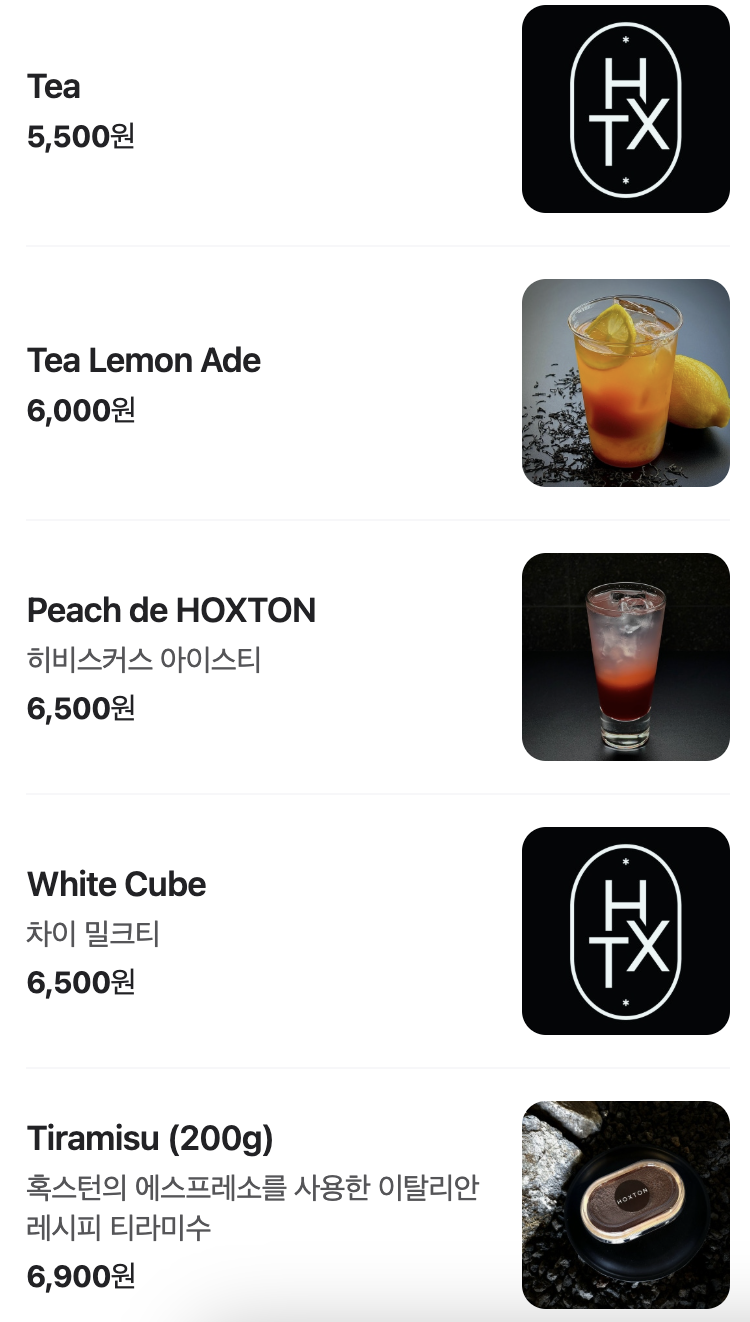 Tea
5,500원
H
TX
Tea Lemon Ade
6,000원
Peach de HOXTON
히비스커스 아이스티
6,500원
White Cube
차이 밀크티
6,500원
H
TX
Tiramisu (200g)
혹스턴의 에스프레소를 사용한 이탈리안
레시피 티라미수
6,900원
HOXTON